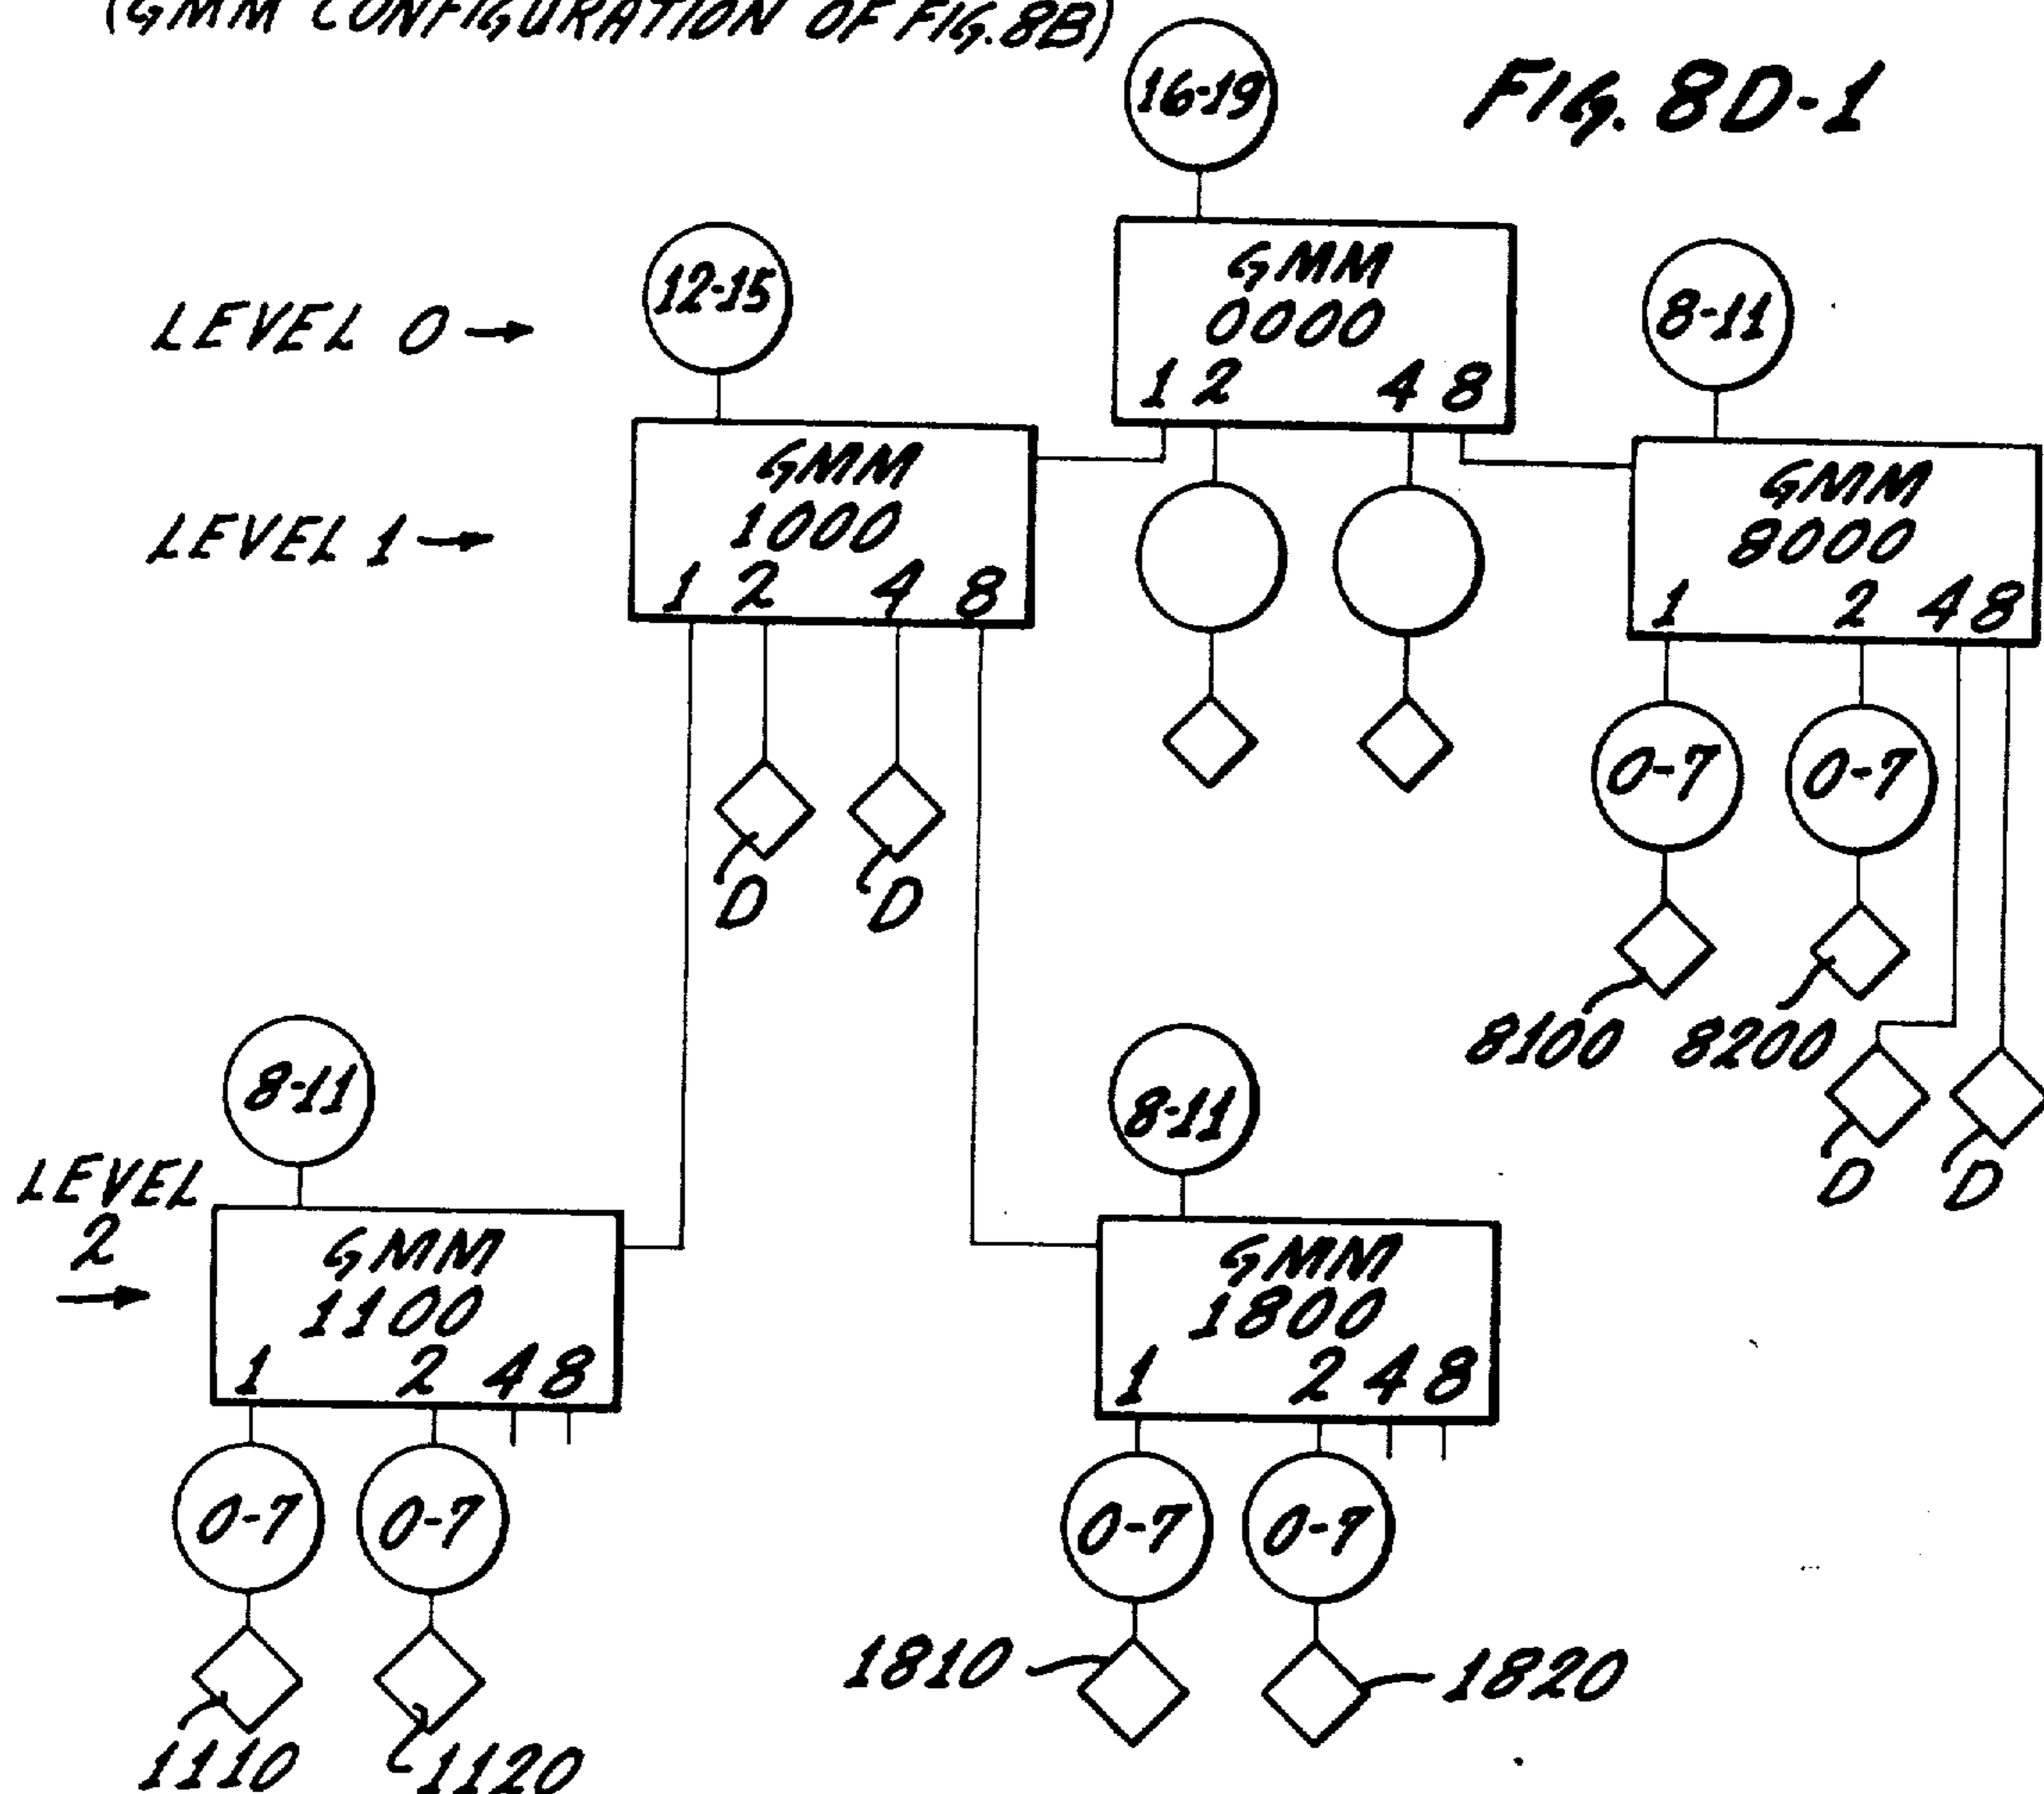 (GMM CONFIGURATION OF FIG. 8B)
FIG. 8D-1
16-19
GMM
0000
1 2 4 8
LEVEL 0
12-15
8-11
LEVEL 1
GMM
1000
1 2 4 8
GMM
8000
1 2 4 8
0-7
0-7
D
D
8100
8200
D
D
LEVEL
2
8-11
8-11
GMM
1100
1 2 4 8
GMM
1800
1 2 4 8
0-7
0-7
0-7
0-7
1810
1820
1110
1120